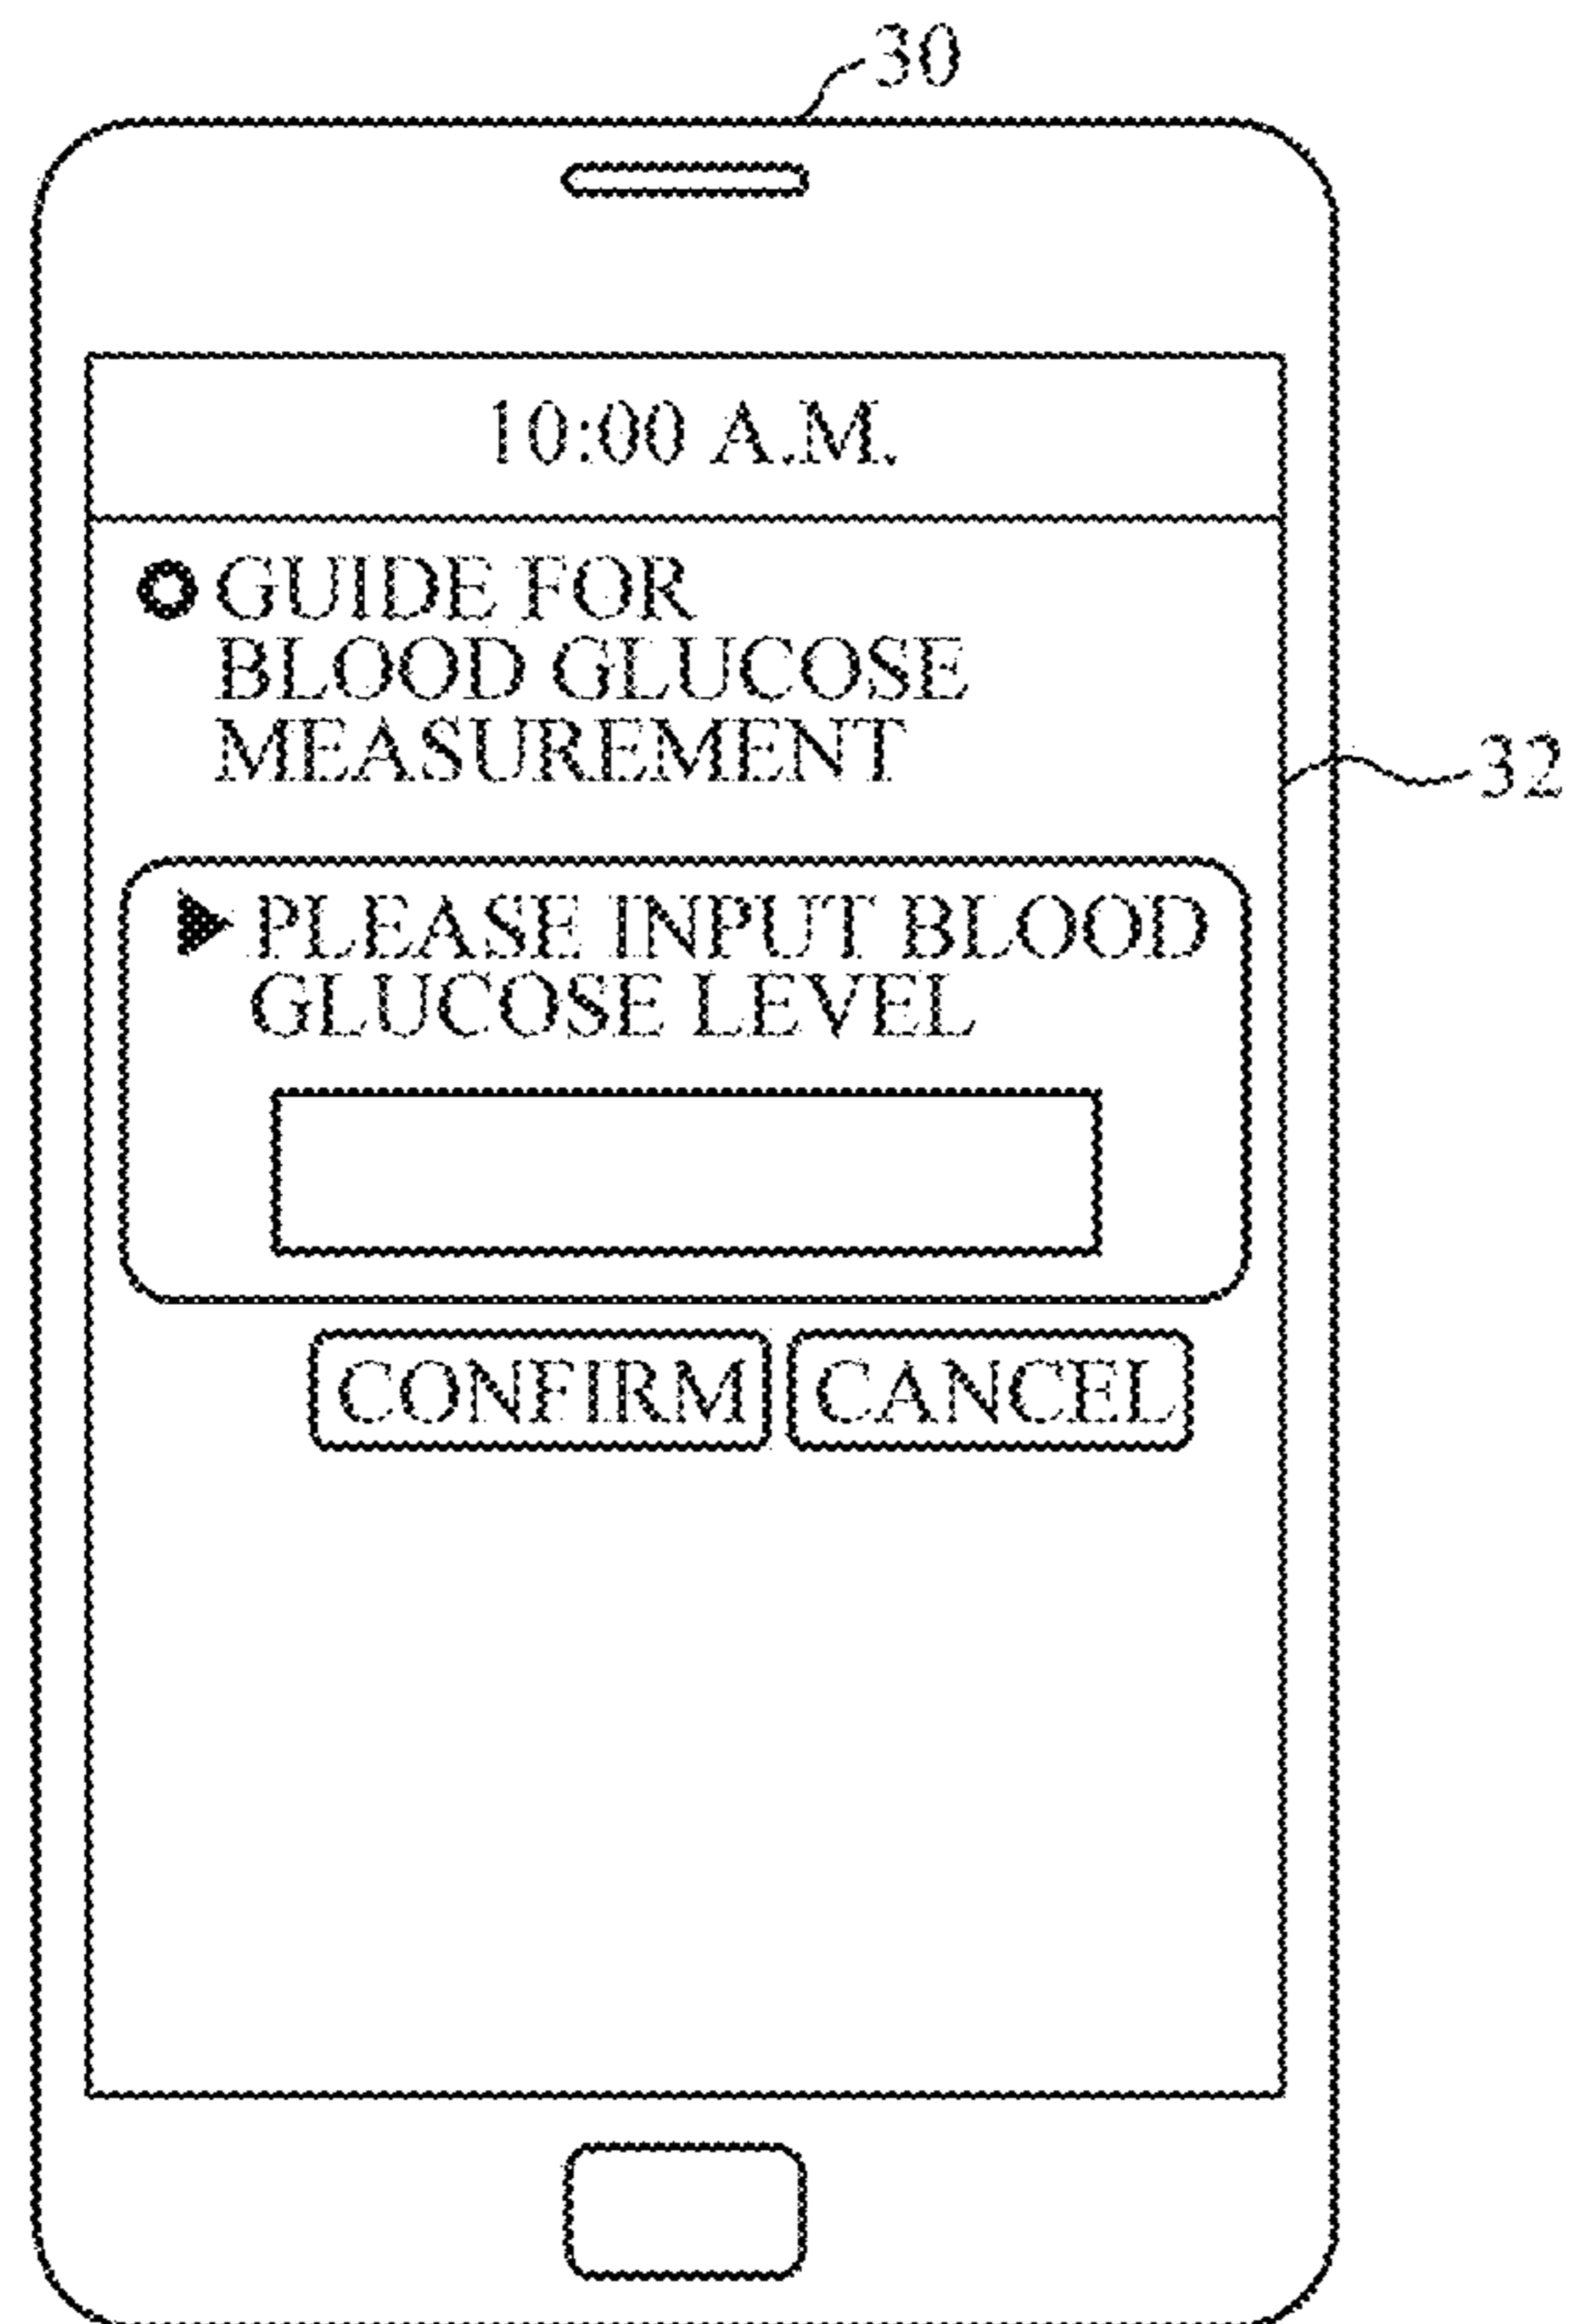 30
10:00 A.M.
GUIDE FOR
BLOOD GLUCOSE
MEASUREMENT
32
PLEASE INPUT BLOOD
GLUCOSE LEVEL
CONFIRM CANCEL